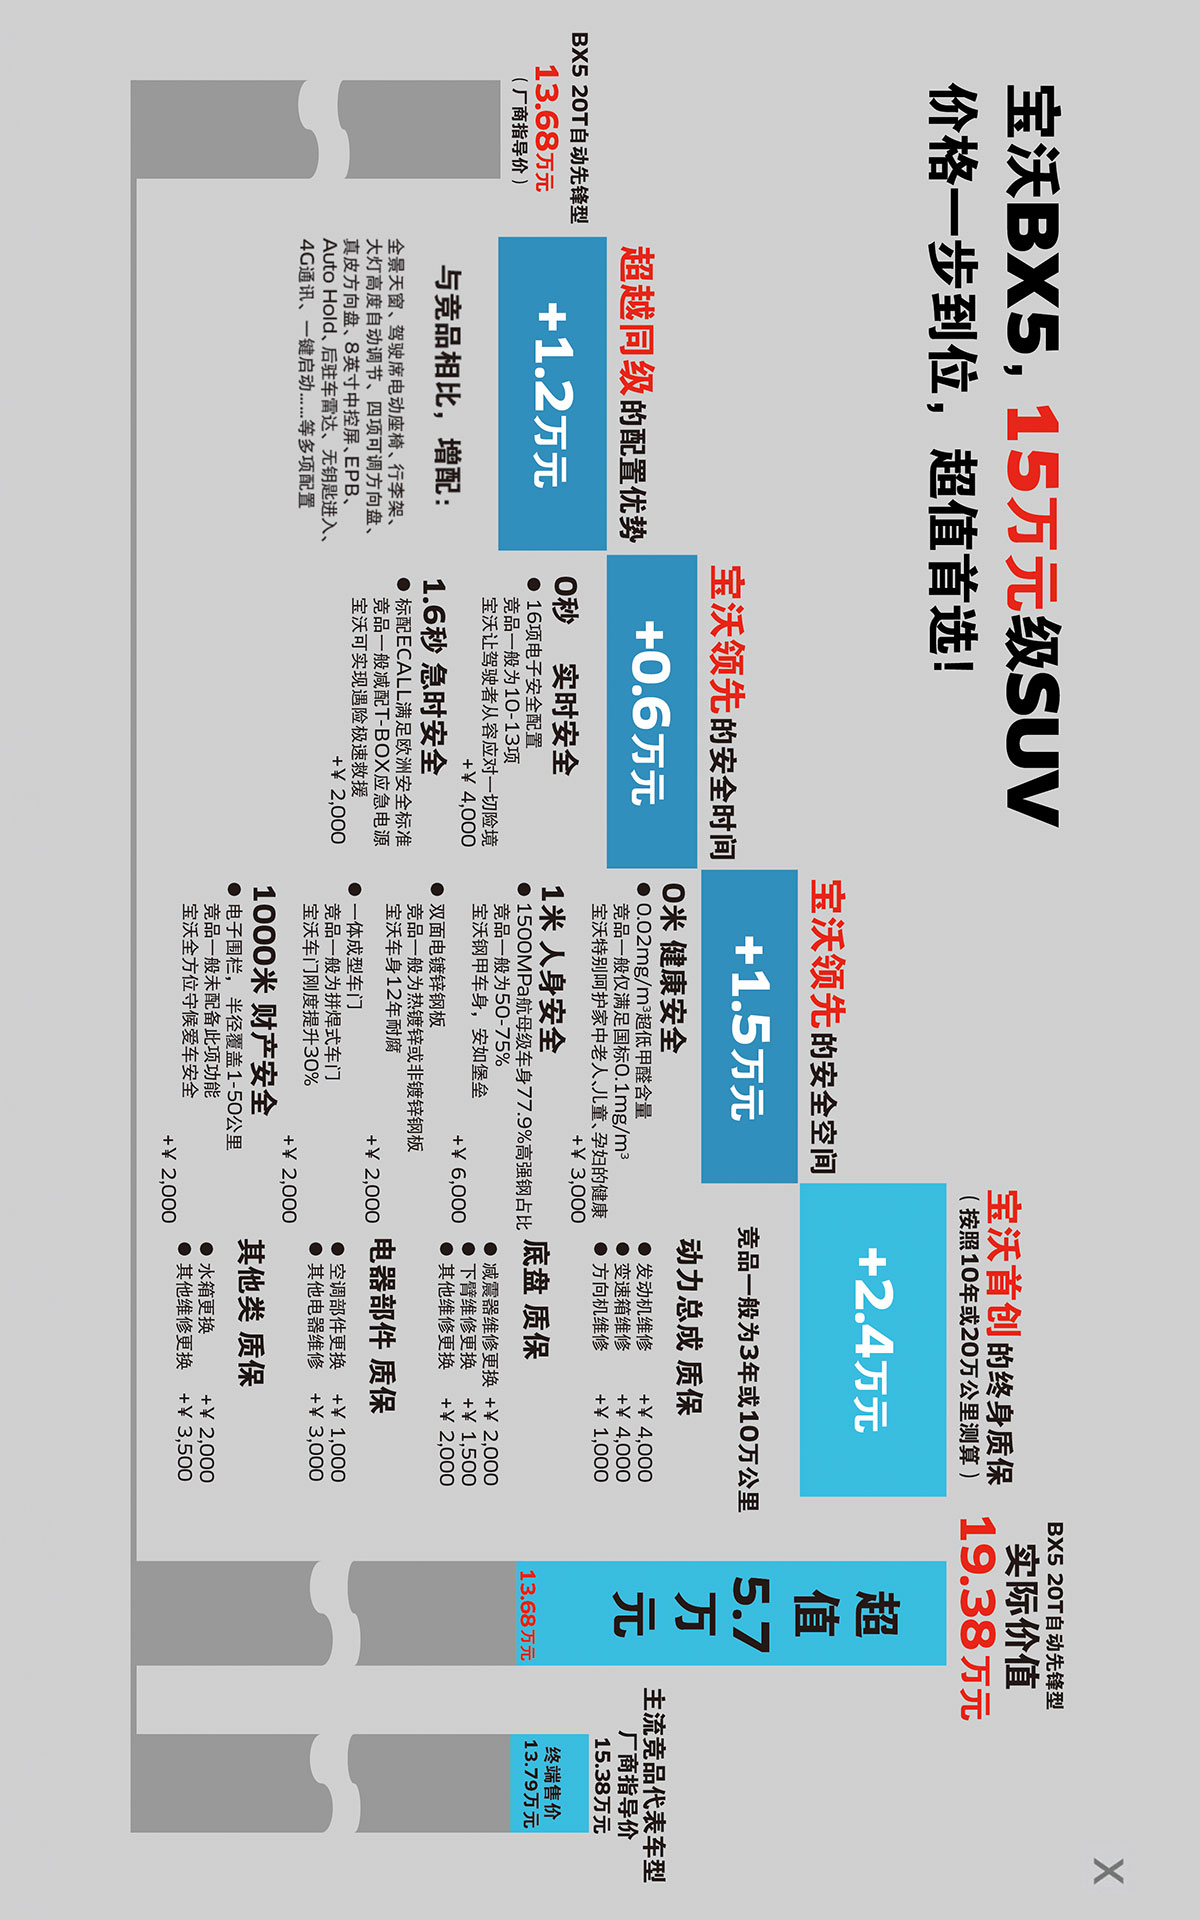 宝沃BX5，15万元级SUV
价格一步到位，超值首选！
BX5 20T自动先锋型
13.68万元
（厂商指导价）
超越同级的配置优势
+1.2万元
与竞品相比，增配：
全景天窗、驾驶席电动座椅、行李架、
大灯高度自动调节、四项可调方向盘、
真皮方向盘、8英寸中控屏、EPB、
Auto Hold、后驻车雷达、无钥匙进入、
4G通讯、一键启动……等多项配置
宝沃领先的安全时间
+0.6万元
0秒 实时安全
● 16项电子安全配置
竞品一般为10-13项
宝沃让驾驶者从容应对一切险境
+¥ 4,000
1.6秒 急时安全
● 标配ECALL满足欧洲安全标准
竞品一般减配T-BOX应急电源
宝沃可实现遇险极速救援
+¥ 2,000
宝沃领先的安全空间
+1.5万元
0米 健康安全
● 0.02mg/m³超低甲醛含量
竞品一般仅满足国标0.1mg/m³
宝沃特别呵护家中老人、儿童、孕妇的健康
+¥ 3,000
1米 人身安全
● 1500MPa航母级车身77.9%高强钢占比
竞品一般为50-75%
宝沃钢甲车身，安如堡垒
+¥ 6,000
● 双面电镀锌钢板
竞品一般为热镀锌或非镀锌钢板
宝沃车身12年耐腐
+¥ 2,000
● 一体成型车门
竞品一般为拼焊式车门
宝沃车门刚度提升30%
+¥ 2,000
1000米 财产安全
● 电子围栏，半径覆盖1-50公里
竞品一般未配备此项功能
宝沃全方位守候爱车安全
+¥ 2,000
宝沃首创的终身质保
（按照10年或20万公里测算）
+2.4万元
竞品一般为3年或10万公里
动力总成 质保
● 发动机维修 +¥ 4,000
● 变速箱维修 +¥ 4,000
● 方向机维修 +¥ 1,000
底盘 质保
● 减震器维修更换 +¥ 2,000
● 下臂维修更换 +¥ 1,500
● 其他维修更换 +¥ 2,000
电器部件 质保
● 空调部件更换 +¥ 1,000
● 其他电器维修 +¥ 3,000
其他类 质保
● 水箱更换 +¥ 2,000
● 其他维修更换 +¥ 3,500
BX5 20T自动先锋型
实际价值
19.38万元
超
值
5.7
万
元
13.68万元
主流竞品代表车型
厂商指导价
15.38万元
终端售价
13.79万元
X